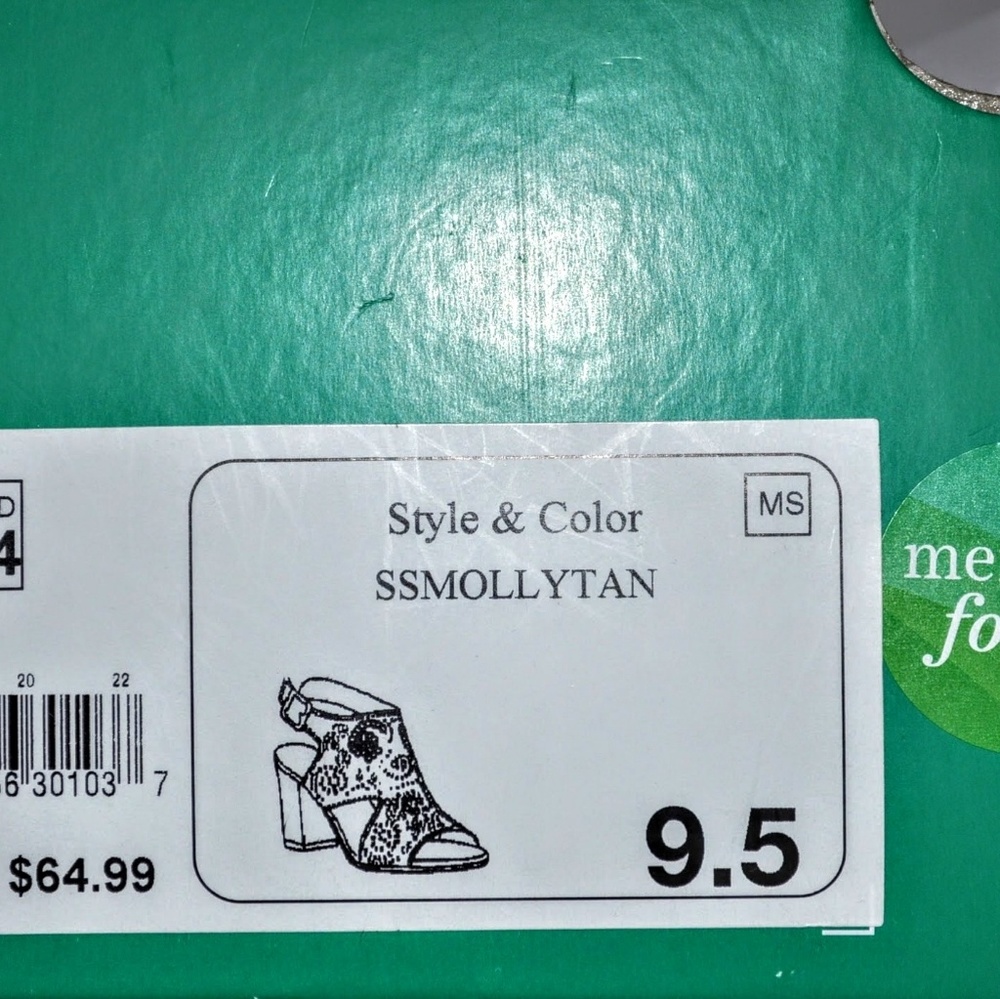 D
4
Style & Color
MS
SSMOLLYTAN
20 22
6 30103 7
$64.99
9.5
me
fo